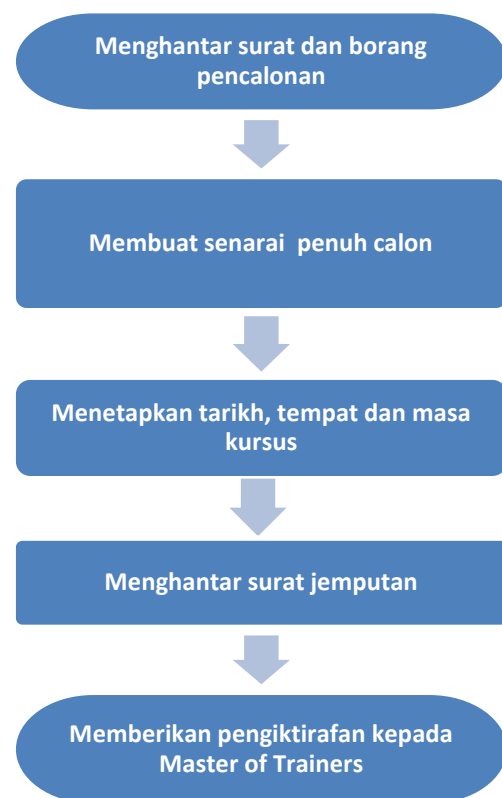 Menghantar surat dan borang
pencalonan
Membuat senarai penuh calon
Menetapkan tarikh, tempat dan masa
kursus
Menghantar surat jemputan
Memberikan pengiktirafan kepada
Master of Trainers